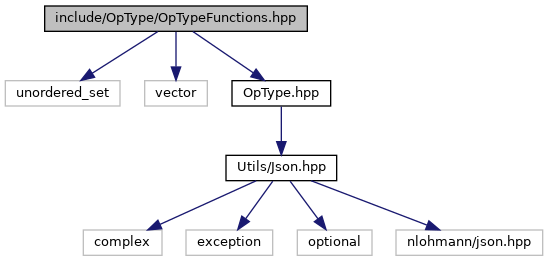 include/OpType/OpTypeFunctions.hpp
unordered_set
vector
OpType.hpp
Utils/Json.hpp
complex
exception
optional
nlohmann/json.hpp